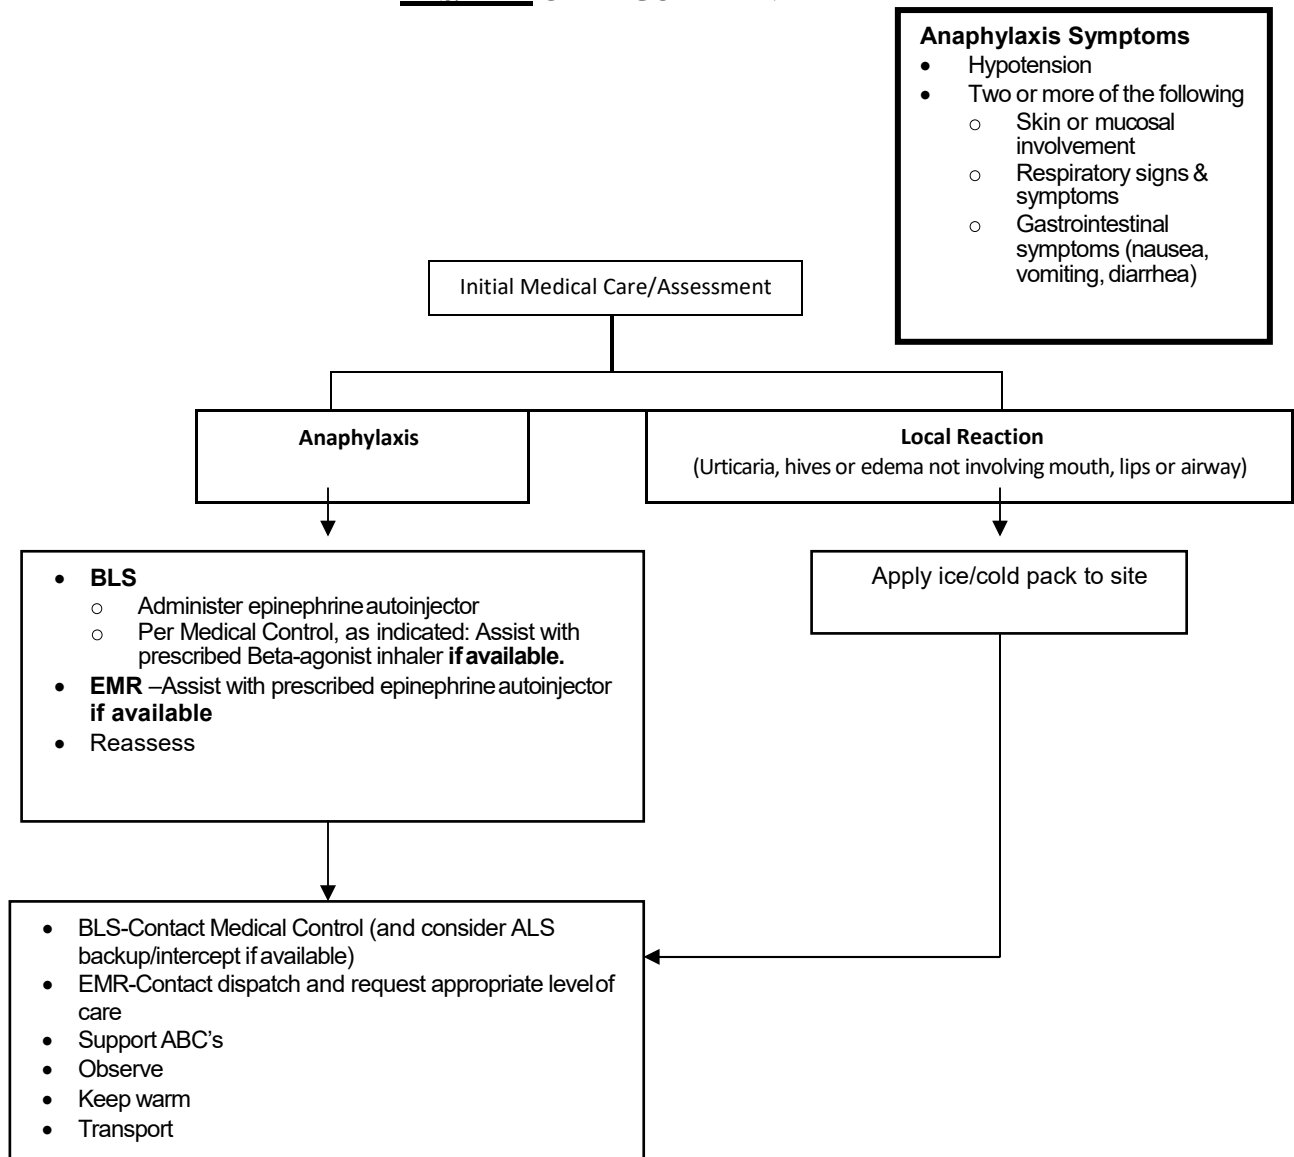 Anaphylaxis Symptoms
• Hypotension
• Two or more of the following
o Skin or mucosal
involvement
o Respiratory signs &
symptoms
o Gastrointestinal
symptoms (nausea,
vomiting, diarrhea)
Initial Medical Care/Assessment
Anaphylaxis
Local Reaction
(Urticaria, hives or edema not involving mouth, lips or airway)
• BLS
o Administer epinephrine autoinjector
o Per Medical Control, as indicated: Assist with
prescribed Beta-agonist inhaler if available.
• EMR –Assist with prescribed epinephrine autoinjector
if available
• Reassess
Apply ice/cold pack to site
• BLS-Contact Medical Control (and consider ALS
backup/intercept if available)
• EMR-Contact dispatch and request appropriate level of
care
• Support ABC’s
• Observe
• Keep warm
• Transport